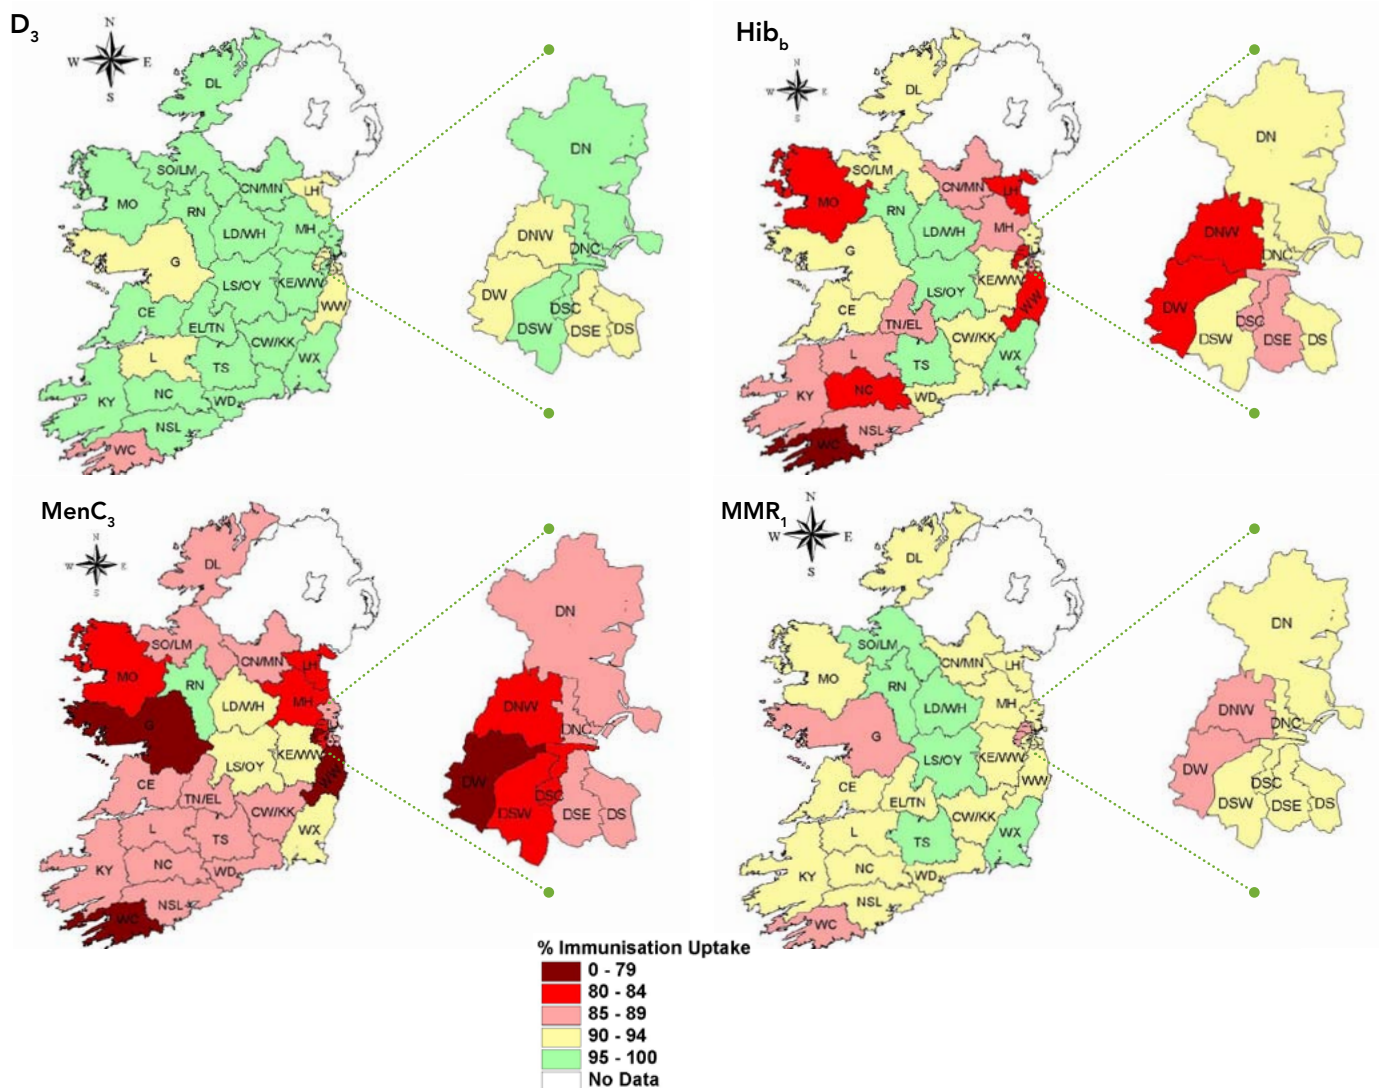 D3
N
W E
S
DL
SO/LM
CN/MN
LH
MO
RN
LD/WH
MH
G
LS/OY
KE/WW
WW
CE
EL/TN
CW/KK
L
TS
WX
KY
NC
WD
NSL
WC
DN
DNW
DNC
DW
DSC
DSW
DSE
DS
Hibb
N
W E
S
DL
SO/LM
CN/MN
LH
MO
RN
LD/WH
MH
G
LS/OY
KE/WW
WW
CE
TN/EL
CW/KK
L
TS
WX
KY
NC
WD
NSL
WC
DN
DNW
DNC
DW
DSC
DSW
DSE
DS
MenC3
N
W E
S
DL
SO/LM
CN/MN
LH
MO
RN
LD/WH
MH
G
LS/OY
KE/WW
WW
CE
TN/EL
CW/KK
L
TS
WX
KY
NC
WD
NSL
WC
DN
DNW
DNC
DW
DSC
DSW
DSE
DS
MMR1
N
W E
S
DL
SO/LM
CN/MN
LH
MO
RN
LD/WH
MH
G
LS/OY
KE/WW
WW
CE
EL/TN
CW/KK
L
TS
WX
KY
NC
WD
NSL
WC
DN
DNW
DNC
DW
DSC
DSW
DSE
DS
% Immunisation Uptake
0 - 79
80 - 84
85 - 89
90 - 94
95 - 100
No Data